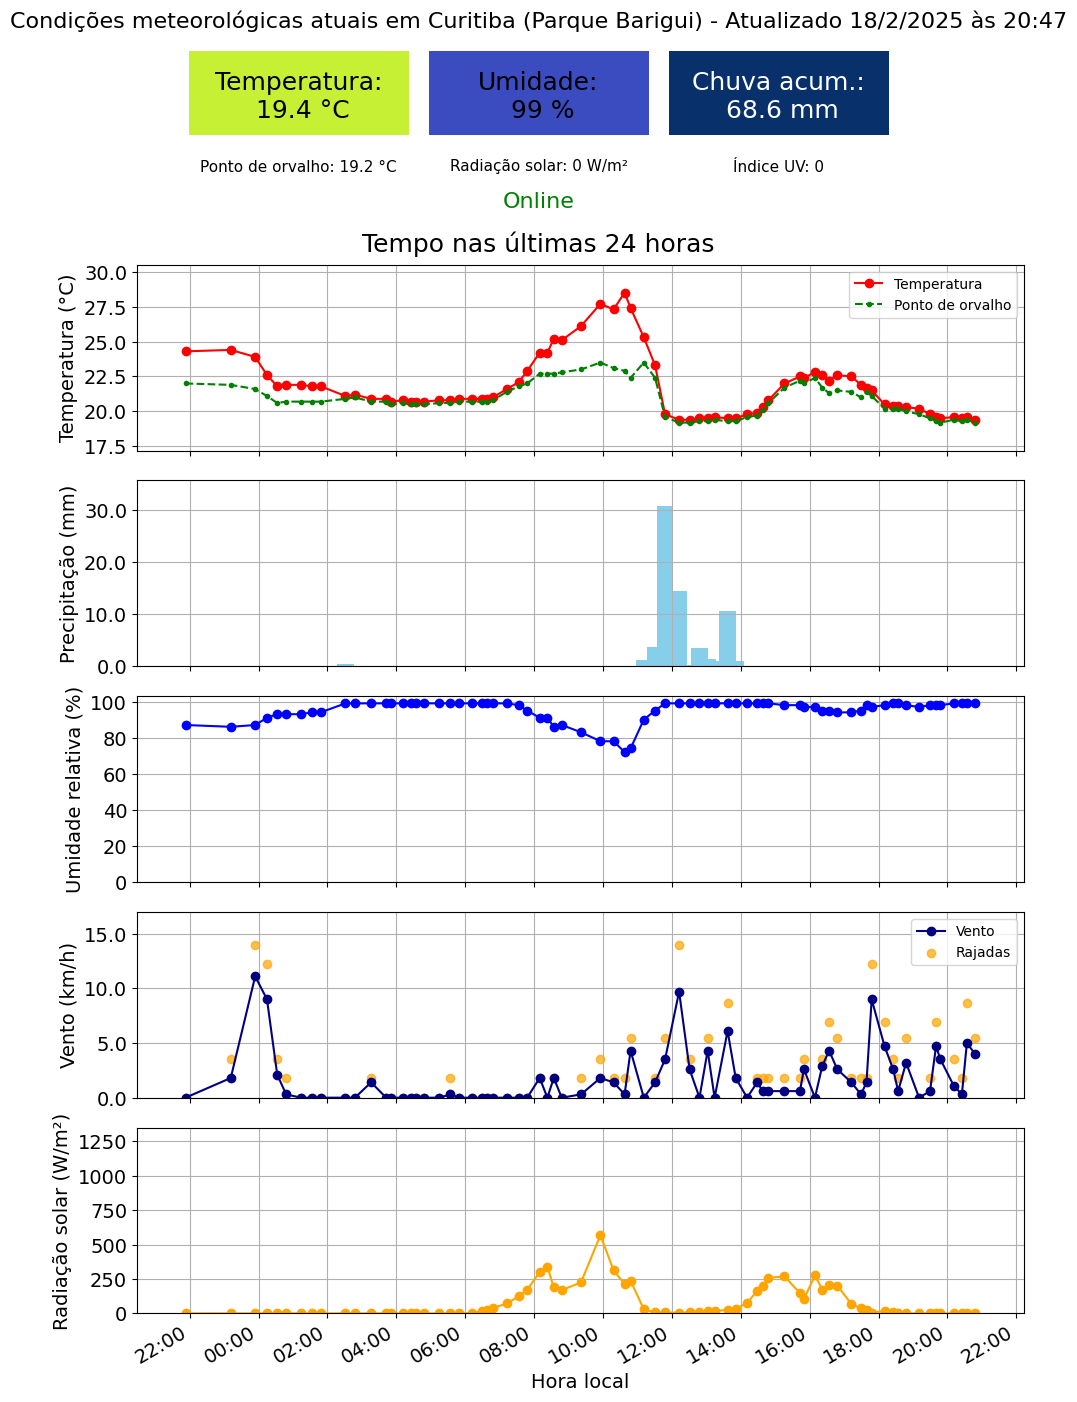 Condições meteorológicas atuais em Curitiba (Parque Barigui) - Atualizado 18/2/2025 às 20:47
Temperatura:
19.4 °C
Umidade:
99 %
Chuva acum.:
68.6 mm
Ponto de orvalho: 19.2 °C
Radiação solar: 0 W/m²
Índice UV: 0
Online
Tempo nas últimas 24 horas
Temperatura (°C)
30.0
27.5
25.0
22.5
20.0
17.5
Temperatura
Ponto de orvalho
Precipitação (mm)
30.0
20.0
10.0
0.0
Umidade relativa (%)
100
80
60
40
20
0
Vento (km/h)
15.0
10.0
5.0
0.0
Vento
Rajadas
Radiação solar (W/m²)
1250
1000
750
500
250
0
22:00
00:00
02:00
04:00
06:00
08:00
10:00
12:00
14:00
16:00
18:00
20:00
22:00
Hora local